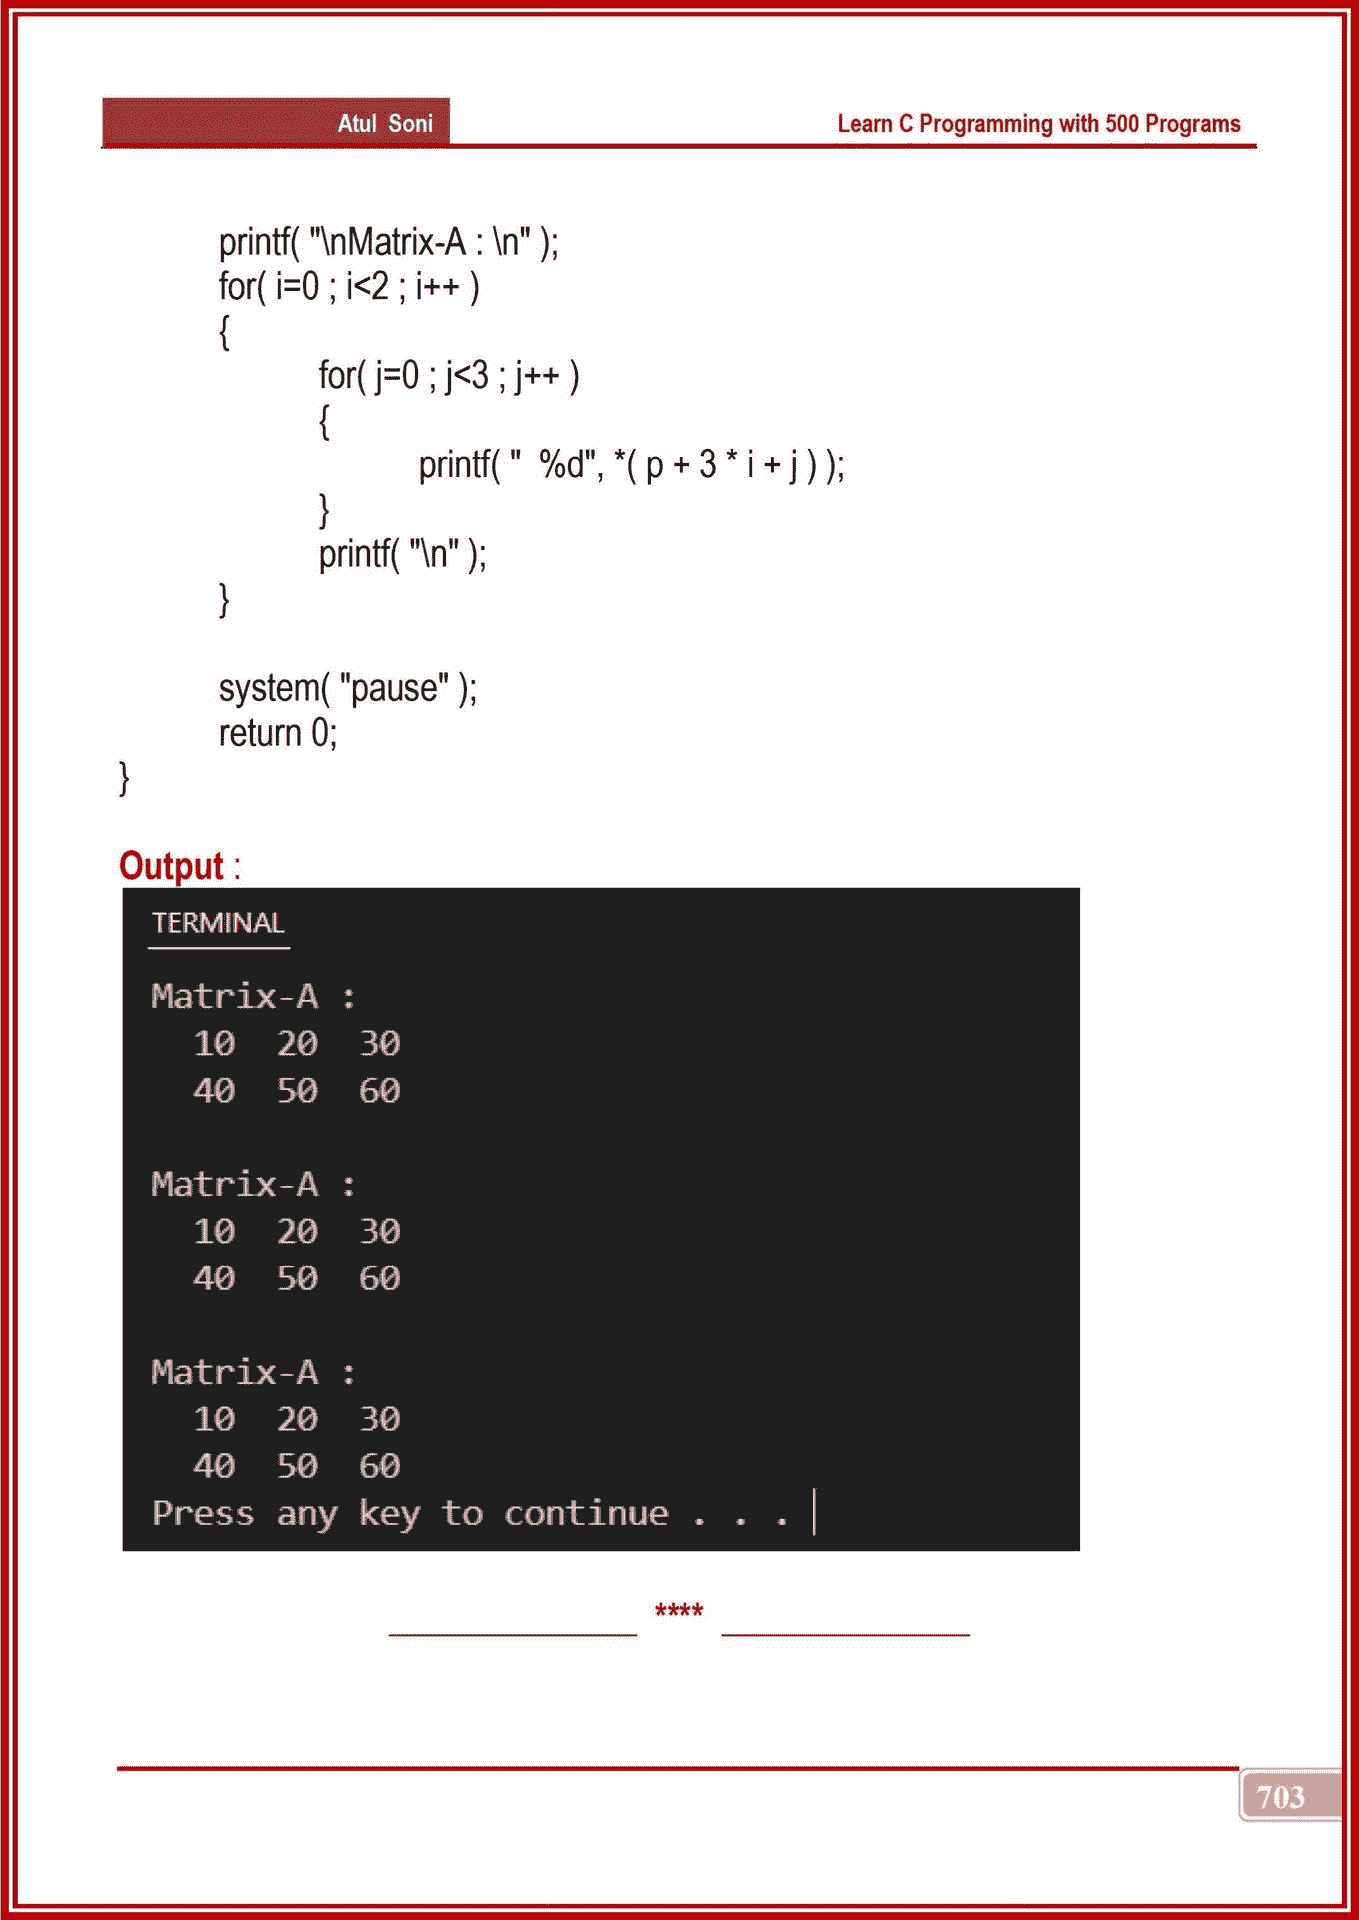 Atul Soni
Learn C Programming with 500 Programs
printf( "\nMatrix-A : \n" );
for( i=0 ; i<2 ; i++ )
{
for( j=0 ; j<3 ; j++ )
{
printf( "  %d", *( p + 3 * i + j ) );
}
printf( "\n" );
}
system( "pause" );
return 0;
}
Output :
TERMINAL
Matrix-A :
10  20  30
40  50  60
Matrix-A :
10  20  30
40  50  60
Matrix-A :
10  20  30
40  50  60
Press any key to continue . . .
****
703